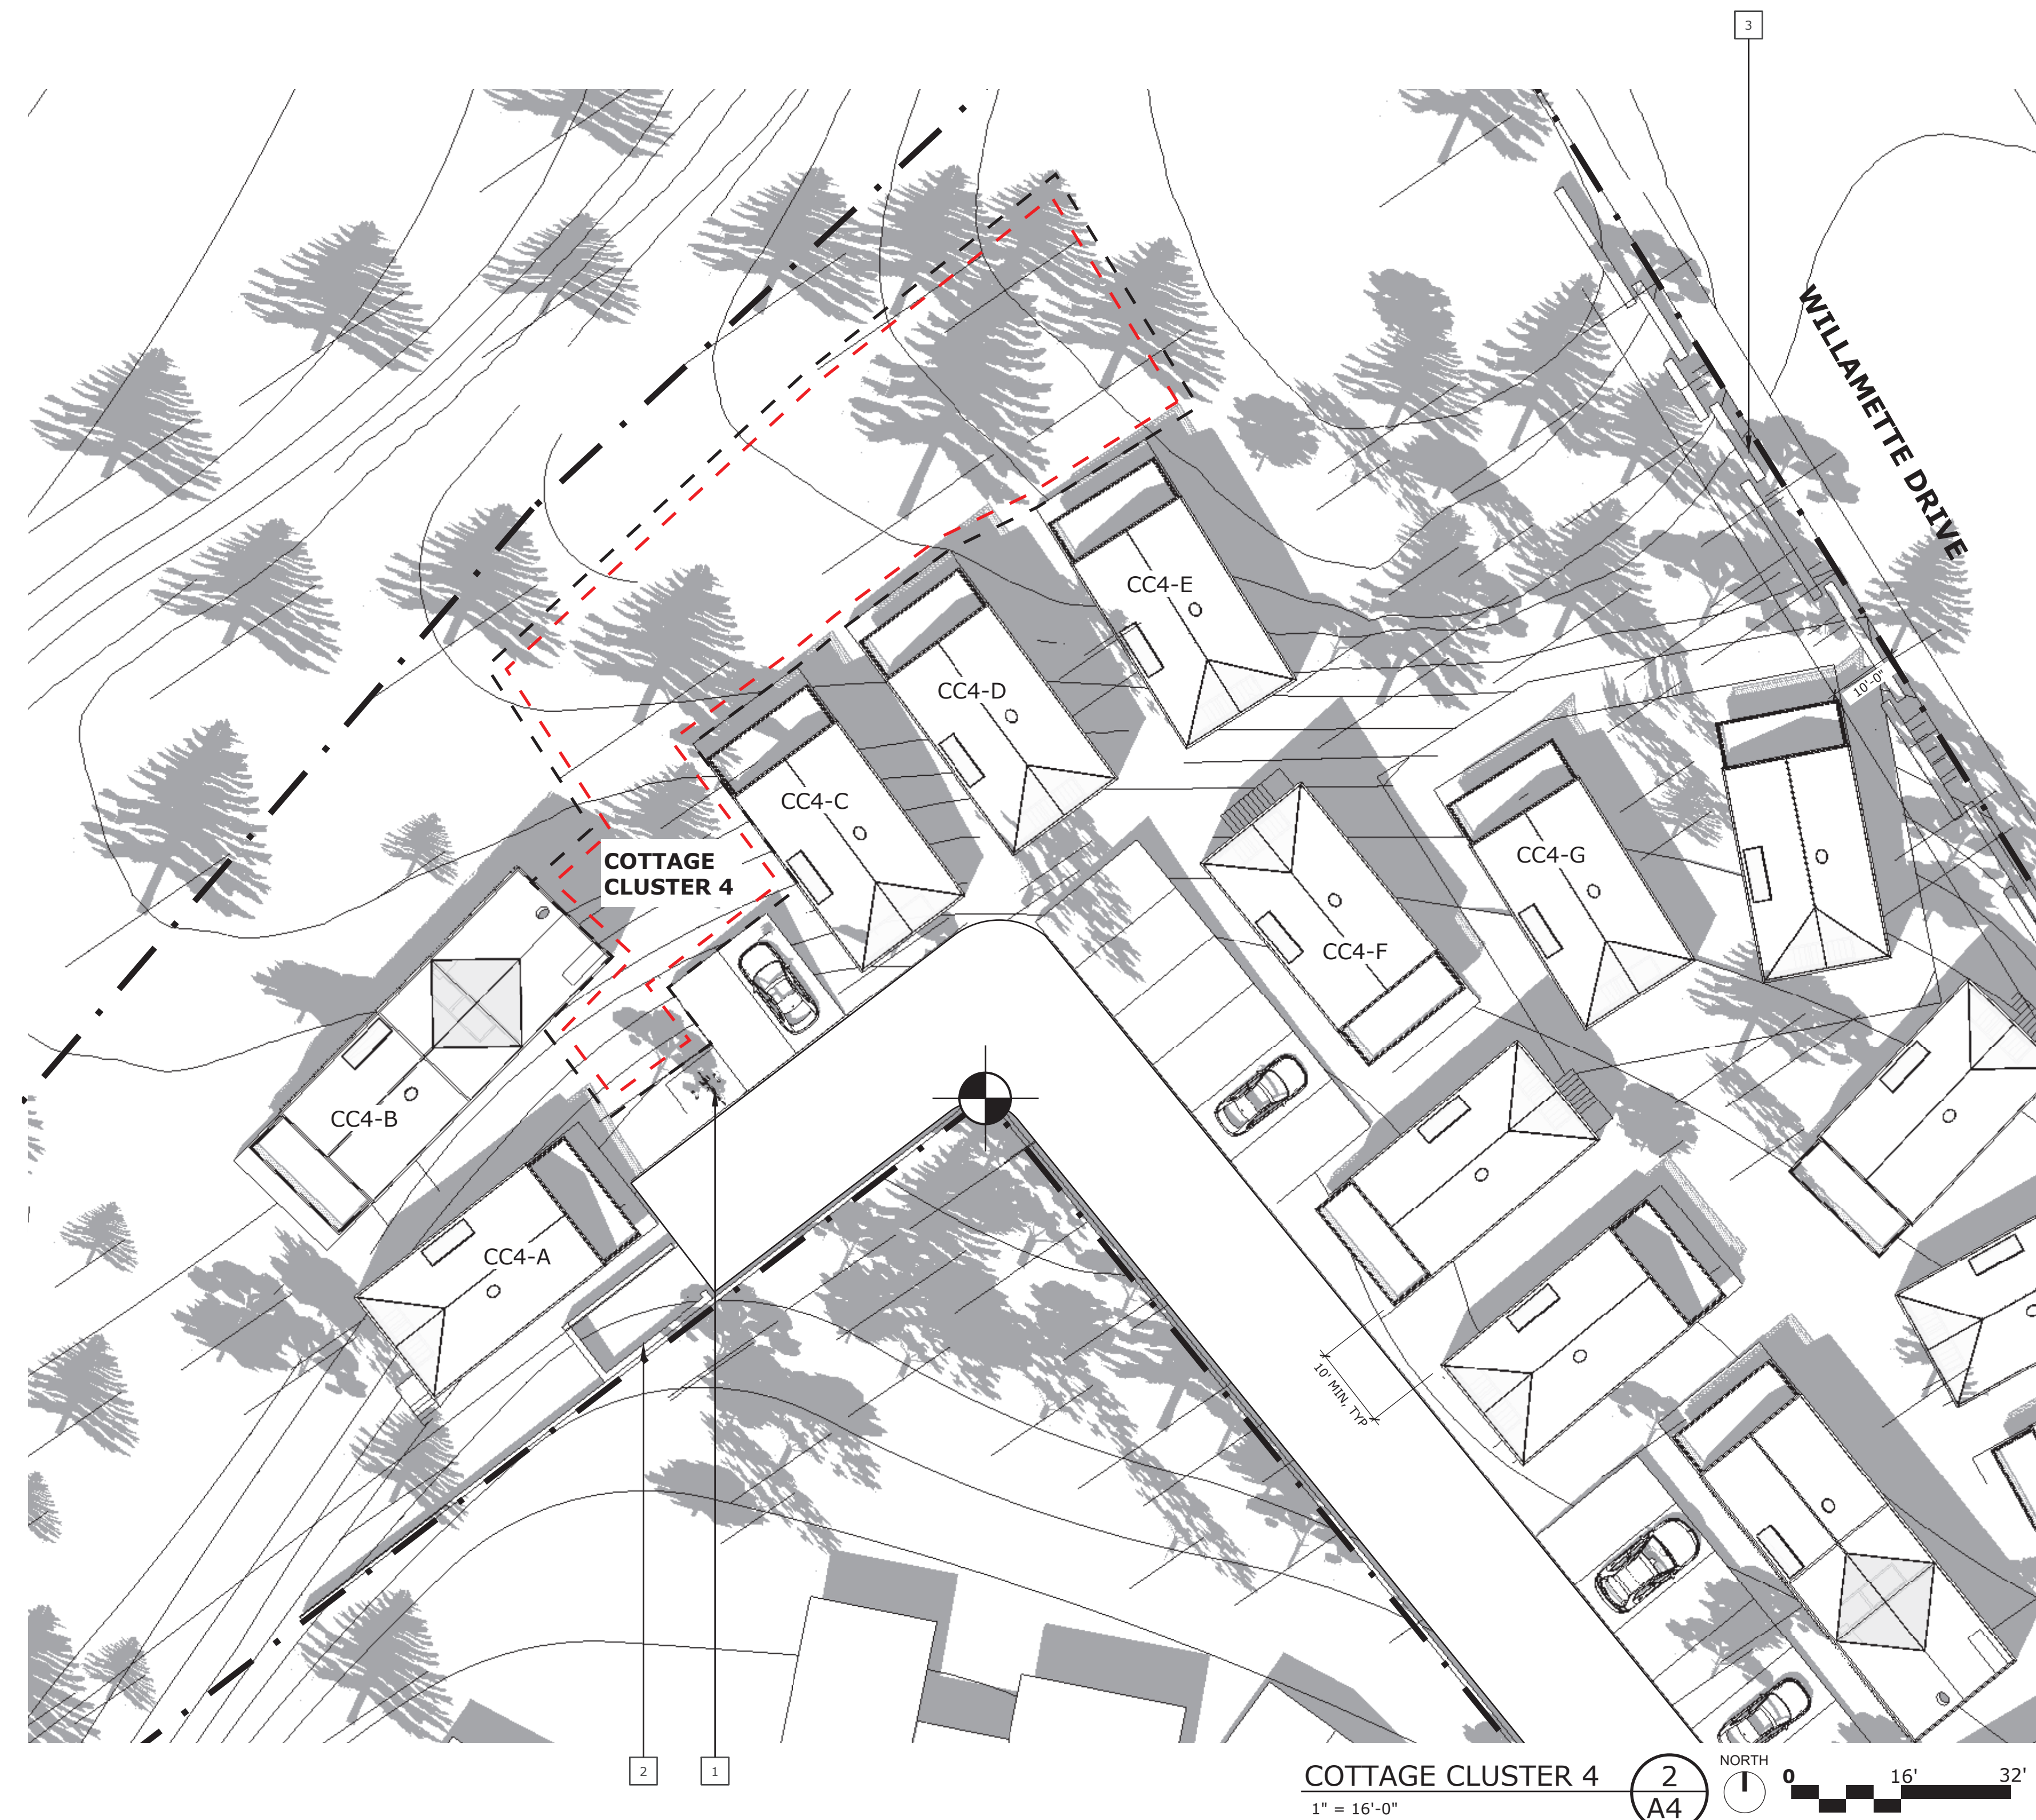 3
WILLAMETTE DRIVE
CC4-E
10'-0"
CC4-D
CC4-C
COTTAGE
CLUSTER 4
CC4-G
CC4-F
CC4-B
CC4-A
10' MIN, TYP
2
1
COTTAGE CLUSTER 4
1" = 16'-0"
2
A4
NORTH
0
16'
32'